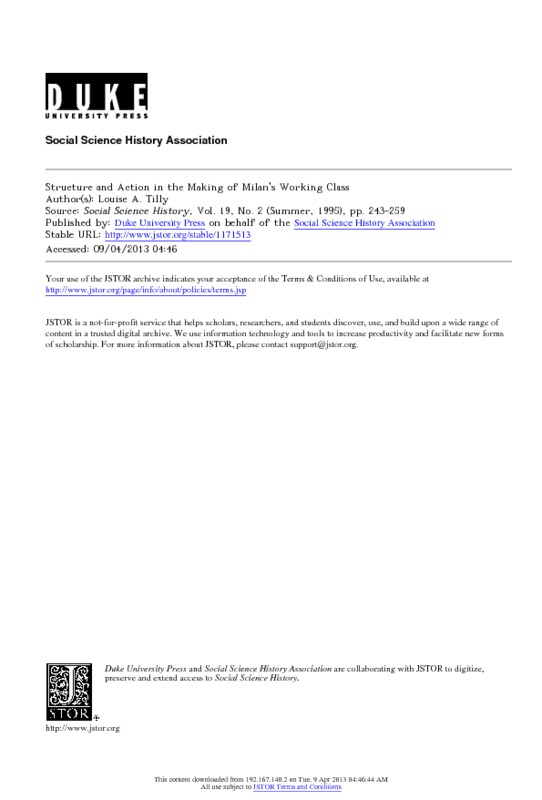 DUKE
UNIVERSITY PRESS
Social Science History Association
Structure and Action in the Making of Milan's Working Class
Author(s): Louise A. Tilly
Source: Social Science History, Vol. 19, No. 2 (Summer, 1995), pp. 243-259
Published by: Duke University Press on behalf of the Social Science History Association
Stable URL: http://www.jstor.org/stable/1171513
Accessed: 09/04/2013 04:46
Your use of the JSTOR archive indicates your acceptance of the Terms & Conditions of Use, available at
http://www.jstor.org/page/info/about/policies/terms.jsp
JSTOR is a not-for-profit service that helps scholars, researchers, and students discover, use, and build upon a wide range of
content in a trusted digital archive. We use information technology and tools to increase productivity and facilitate new forms
of scholarship. For more information about JSTOR, please contact support@jstor.org.
Duke University Press and Social Science History Association are collaborating with JSTOR to digitize,
preserve and extend access to Social Science History.
JSTOR
http://www.jstor.org
This content downloaded from 192.167.140.2 on Tue, 9 Apr 2013 04:46:44 AM
All use subject to JSTOR Terms and Conditions